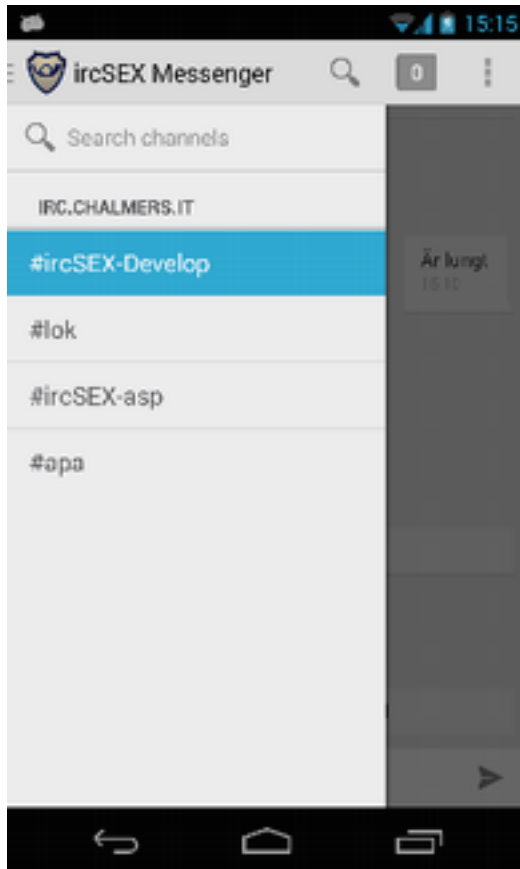 15:15
ircSEX Messenger
0
Search channels
IRC.CHALMERS.IT
#ircSEX-Develop
Är lungt
#lok
#ircSEX-asp
#apa